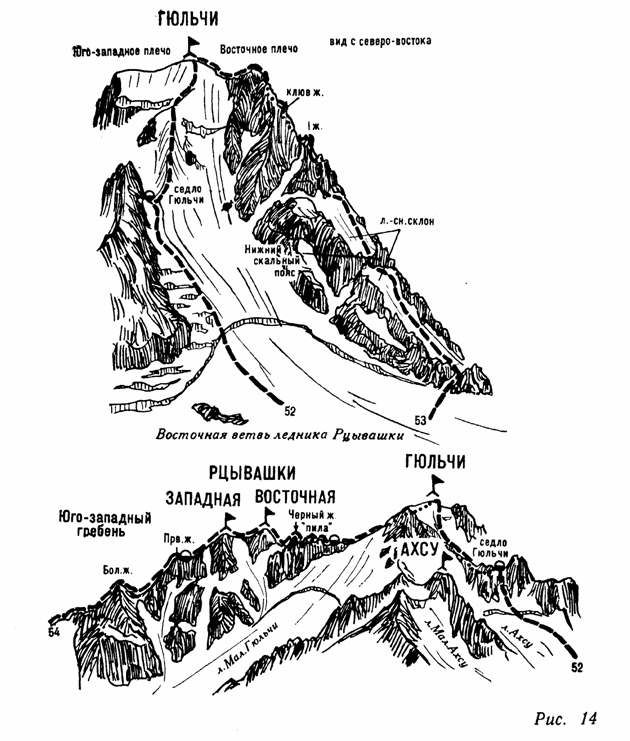 ГЮЛЬЧИ
Юго-западное плечо
Восточное плечо
вид с северо-востока
клюв ж.
I ж.
седло
Гюльчи
л.-сн.склон
Нижний
скальный
пояс
52
53
Восточная ветвь ледника Рцывашки
ГЮЛЬЧИ
РЦЫВАШКИ
ЗАПАДНАЯ ВОСТОЧНАЯ
Юго-западный
гребень
Черный ж
"пила"
Прв.ж.
АХСУ
седло
Гюльчи
Бол.ж.
54
л.Мал.Гюльчи
л.Мал.Ахсу
л.Ахсу
52
Рис. 14